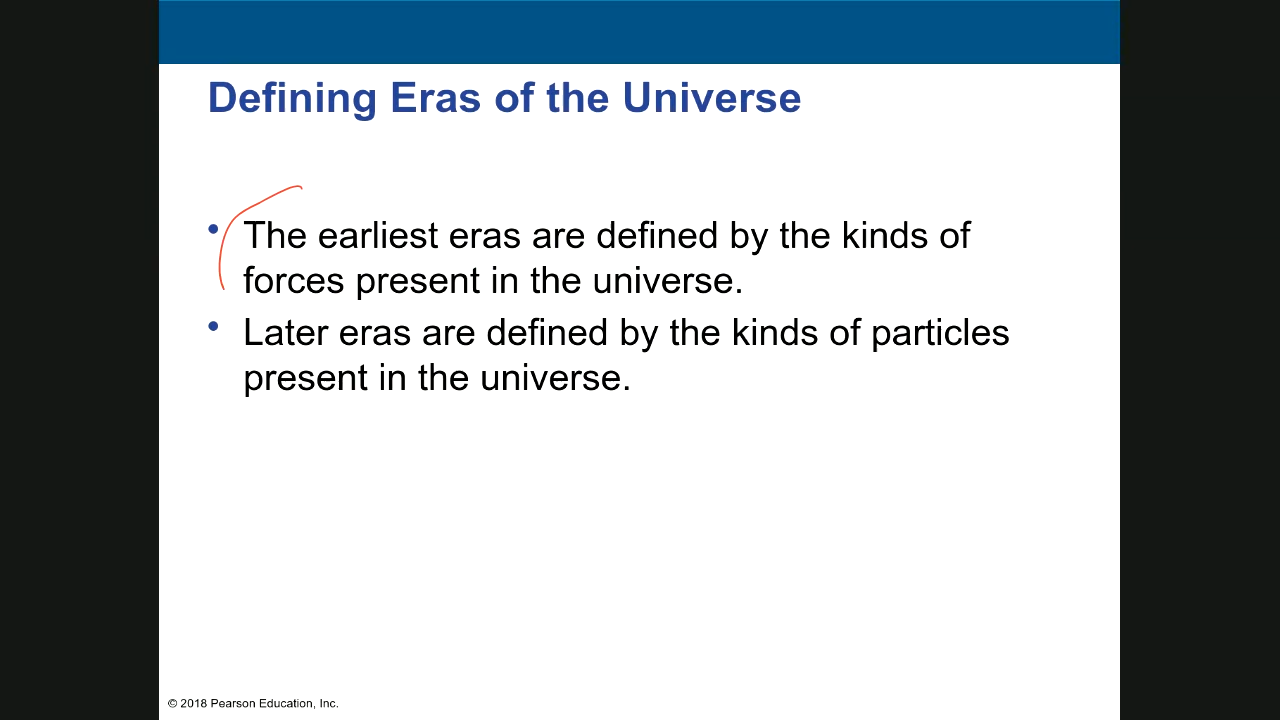 Defining Eras of the Universe
• The earliest eras are defined by the kinds of
forces present in the universe.
• Later eras are defined by the kinds of particles
present in the universe.
© 2018 Pearson Education, Inc.